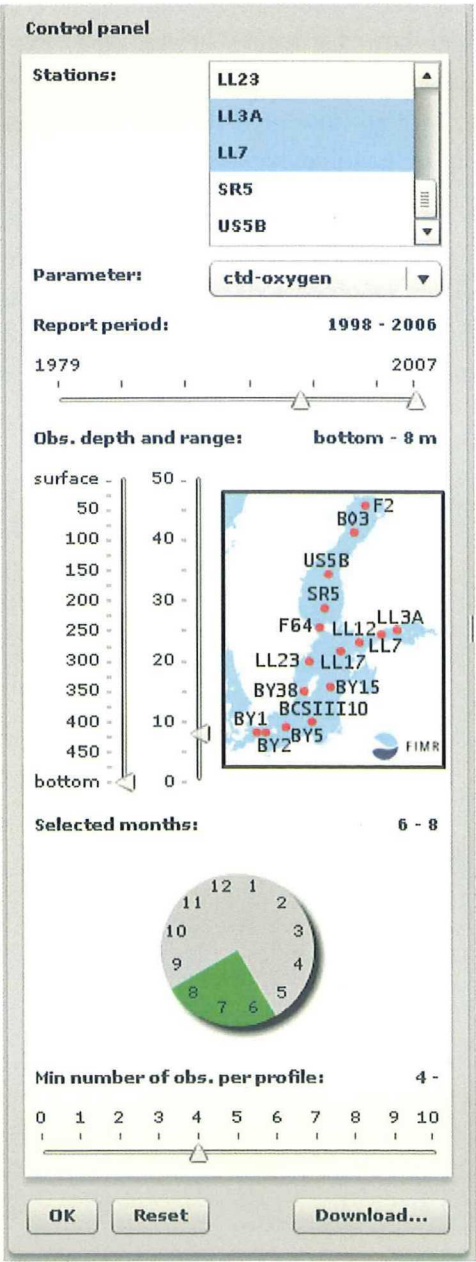 Control panel
Stations:
LL23
LL3A
LL7
SR5
US5B
Parameter: ctd-oxygen
Report period: 1998 - 2006
1979 2007
Obs. depth and range: bottom - 8 m
surface
50
100
150
200
250
300
350
400
450
bottom
50
40
30
20
10
0
F2
B03
US5B
SR5
F64 LL12 LL3A
LL7
LL23 LL17
BY38 BY15
BCSIII10
BY1
BY2 BY5
FIMR
Selected months: 6 - 8
12 1
11 2
10 3
9 4
8 7 6 5
Min number of obs. per profile: 4 -
0 1 2 3 4 5 6 7 8 9 10
OK Reset Download...